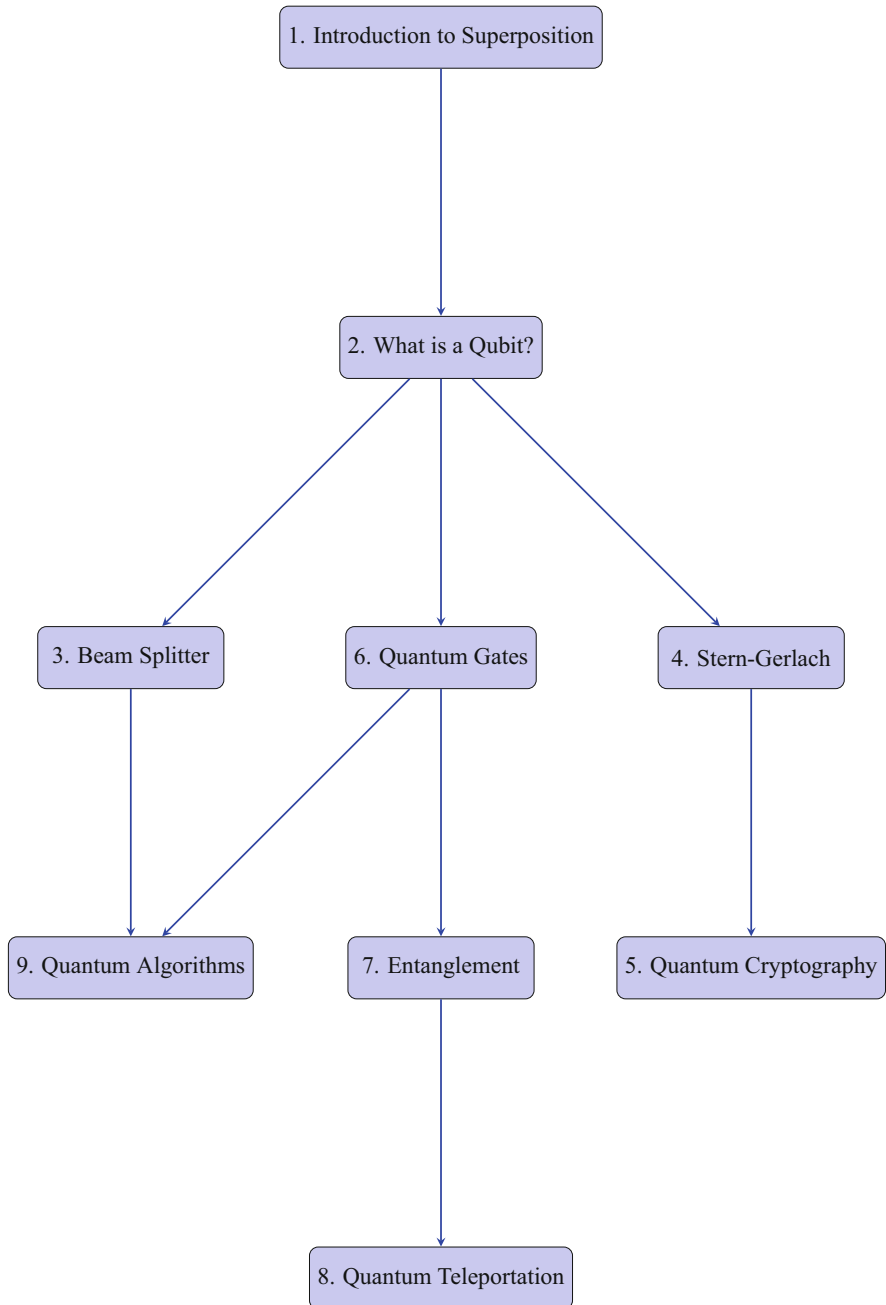 1. Introduction to Superposition
2. What is a Qubit?
3. Beam Splitter
6. Quantum Gates
4. Stern-Gerlach
9. Quantum Algorithms
7. Entanglement
5. Quantum Cryptography
8. Quantum Teleportation